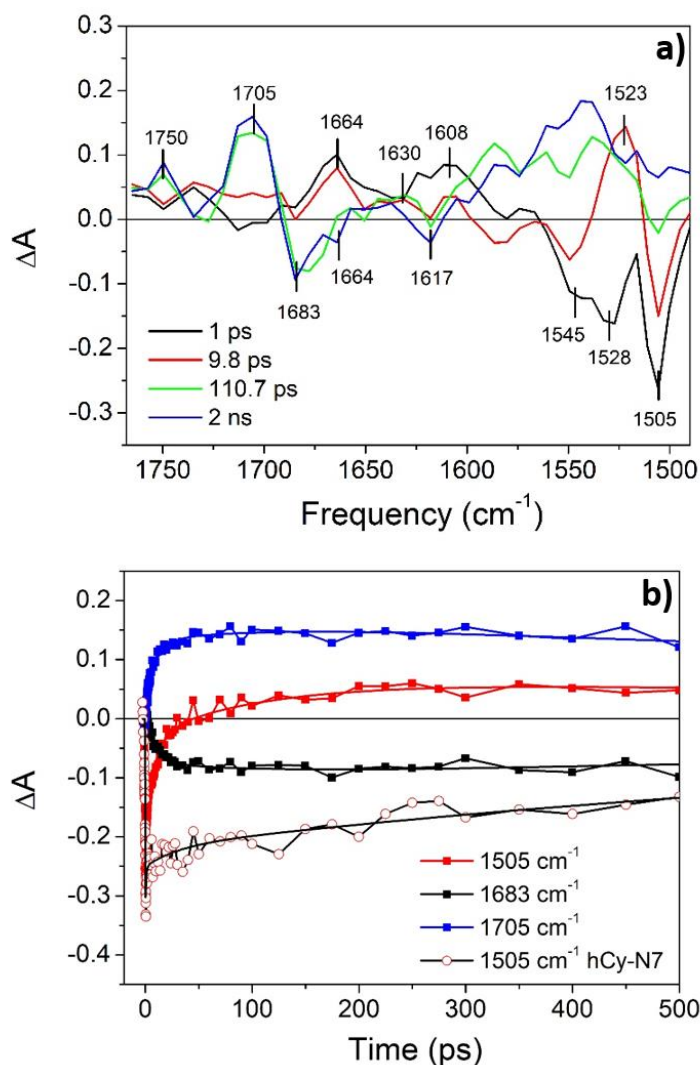 a)
0.3
0.2
0.1
0.0
-0.1
-0.2
-0.3
ΔA
1750
1705
1664
1630
1608
1523
1683
1664
1617
1545
1528
1505
1 ps
9.8 ps
110.7 ps
2 ns
1750 1700 1650 1600 1550 1500
Frequency (cm⁻¹)
b)
0.2
0.1
0.0
-0.1
-0.2
-0.3
-0.4
ΔA
1505 cm⁻¹
1683 cm⁻¹
1705 cm⁻¹
1505 cm⁻¹ hCy-N7
0 100 200 300 400 500
Time (ps)